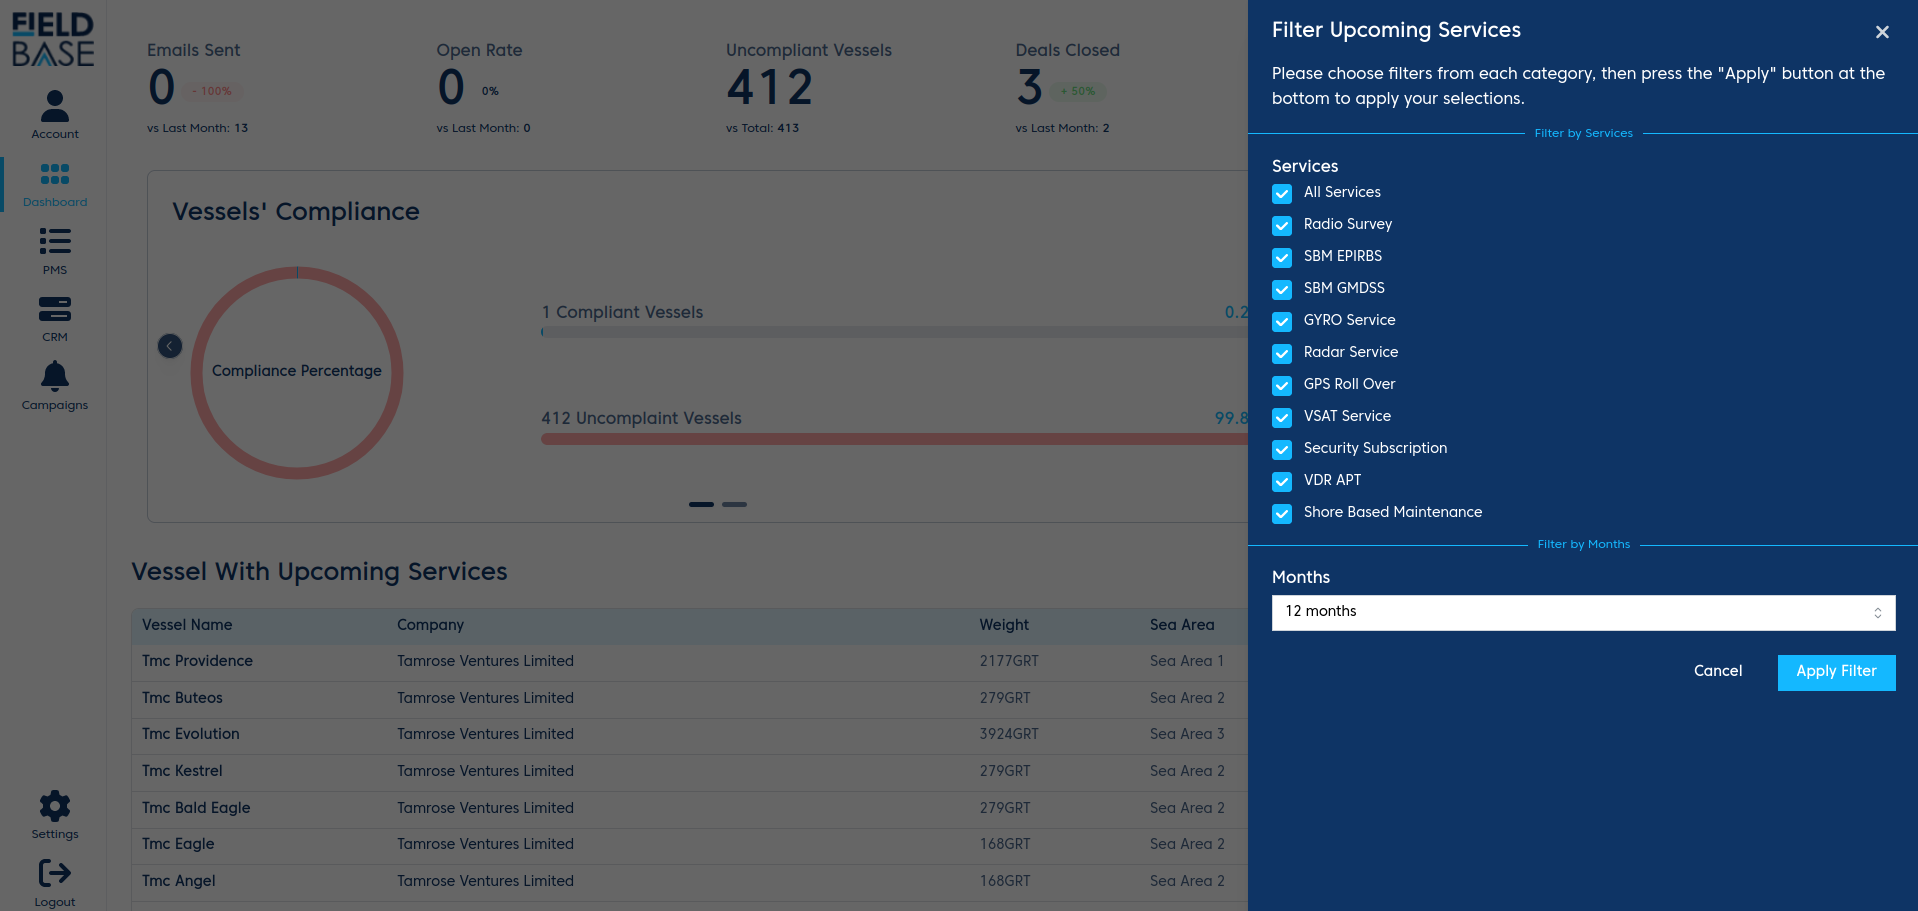 FIELD
BASE
Account
Dashboard
PMS
CRM
Campaigns
Settings
Logout
Emails Sent
0 - 100%
vs Last Month: 13
Open Rate
0 0%
vs Last Month: 0
Uncompliant Vessels
412
vs Total: 413
Deals Closed
3 + 50%
vs Last Month: 2
Vessels' Compliance
Compliance Percentage
1 Compliant Vessels 0.2
412 Uncomplaint Vessels 99.8
Vessel With Upcoming Services
Vessel Name Company Weight Sea Area
Tmc Providence Tamrose Ventures Limited 2177GRT Sea Area 1
Tmc Buteos Tamrose Ventures Limited 279GRT Sea Area 2
Tmc Evolution Tamrose Ventures Limited 3924GRT Sea Area 3
Tmc Kestrel Tamrose Ventures Limited 279GRT Sea Area 2
Tmc Bald Eagle Tamrose Ventures Limited 279GRT Sea Area 2
Tmc Eagle Tamrose Ventures Limited 168GRT Sea Area 2
Tmc Angel Tamrose Ventures Limited 168GRT Sea Area 2
Filter Upcoming Services
Please choose filters from each category, then press the "Apply" button at the
bottom to apply your selections.
Filter by Services
Services
All Services
Radio Survey
SBM EPIRBS
SBM GMDSS
GYRO Service
Radar Service
GPS Roll Over
VSAT Service
Security Subscription
VDR APT
Shore Based Maintenance
Filter by Months
Months
12 months
Cancel Apply Filter